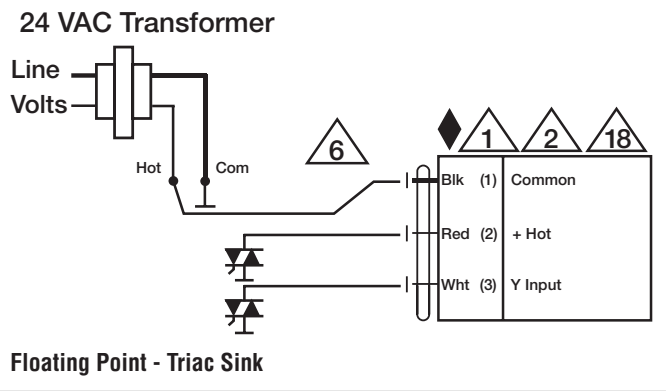 24 VAC Transformer
Line
Volts
Hot
Com
6
1
2
18
Blk (1) Common
Red (2) + Hot
Wht (3) Y Input
Floating Point - Triac Sink